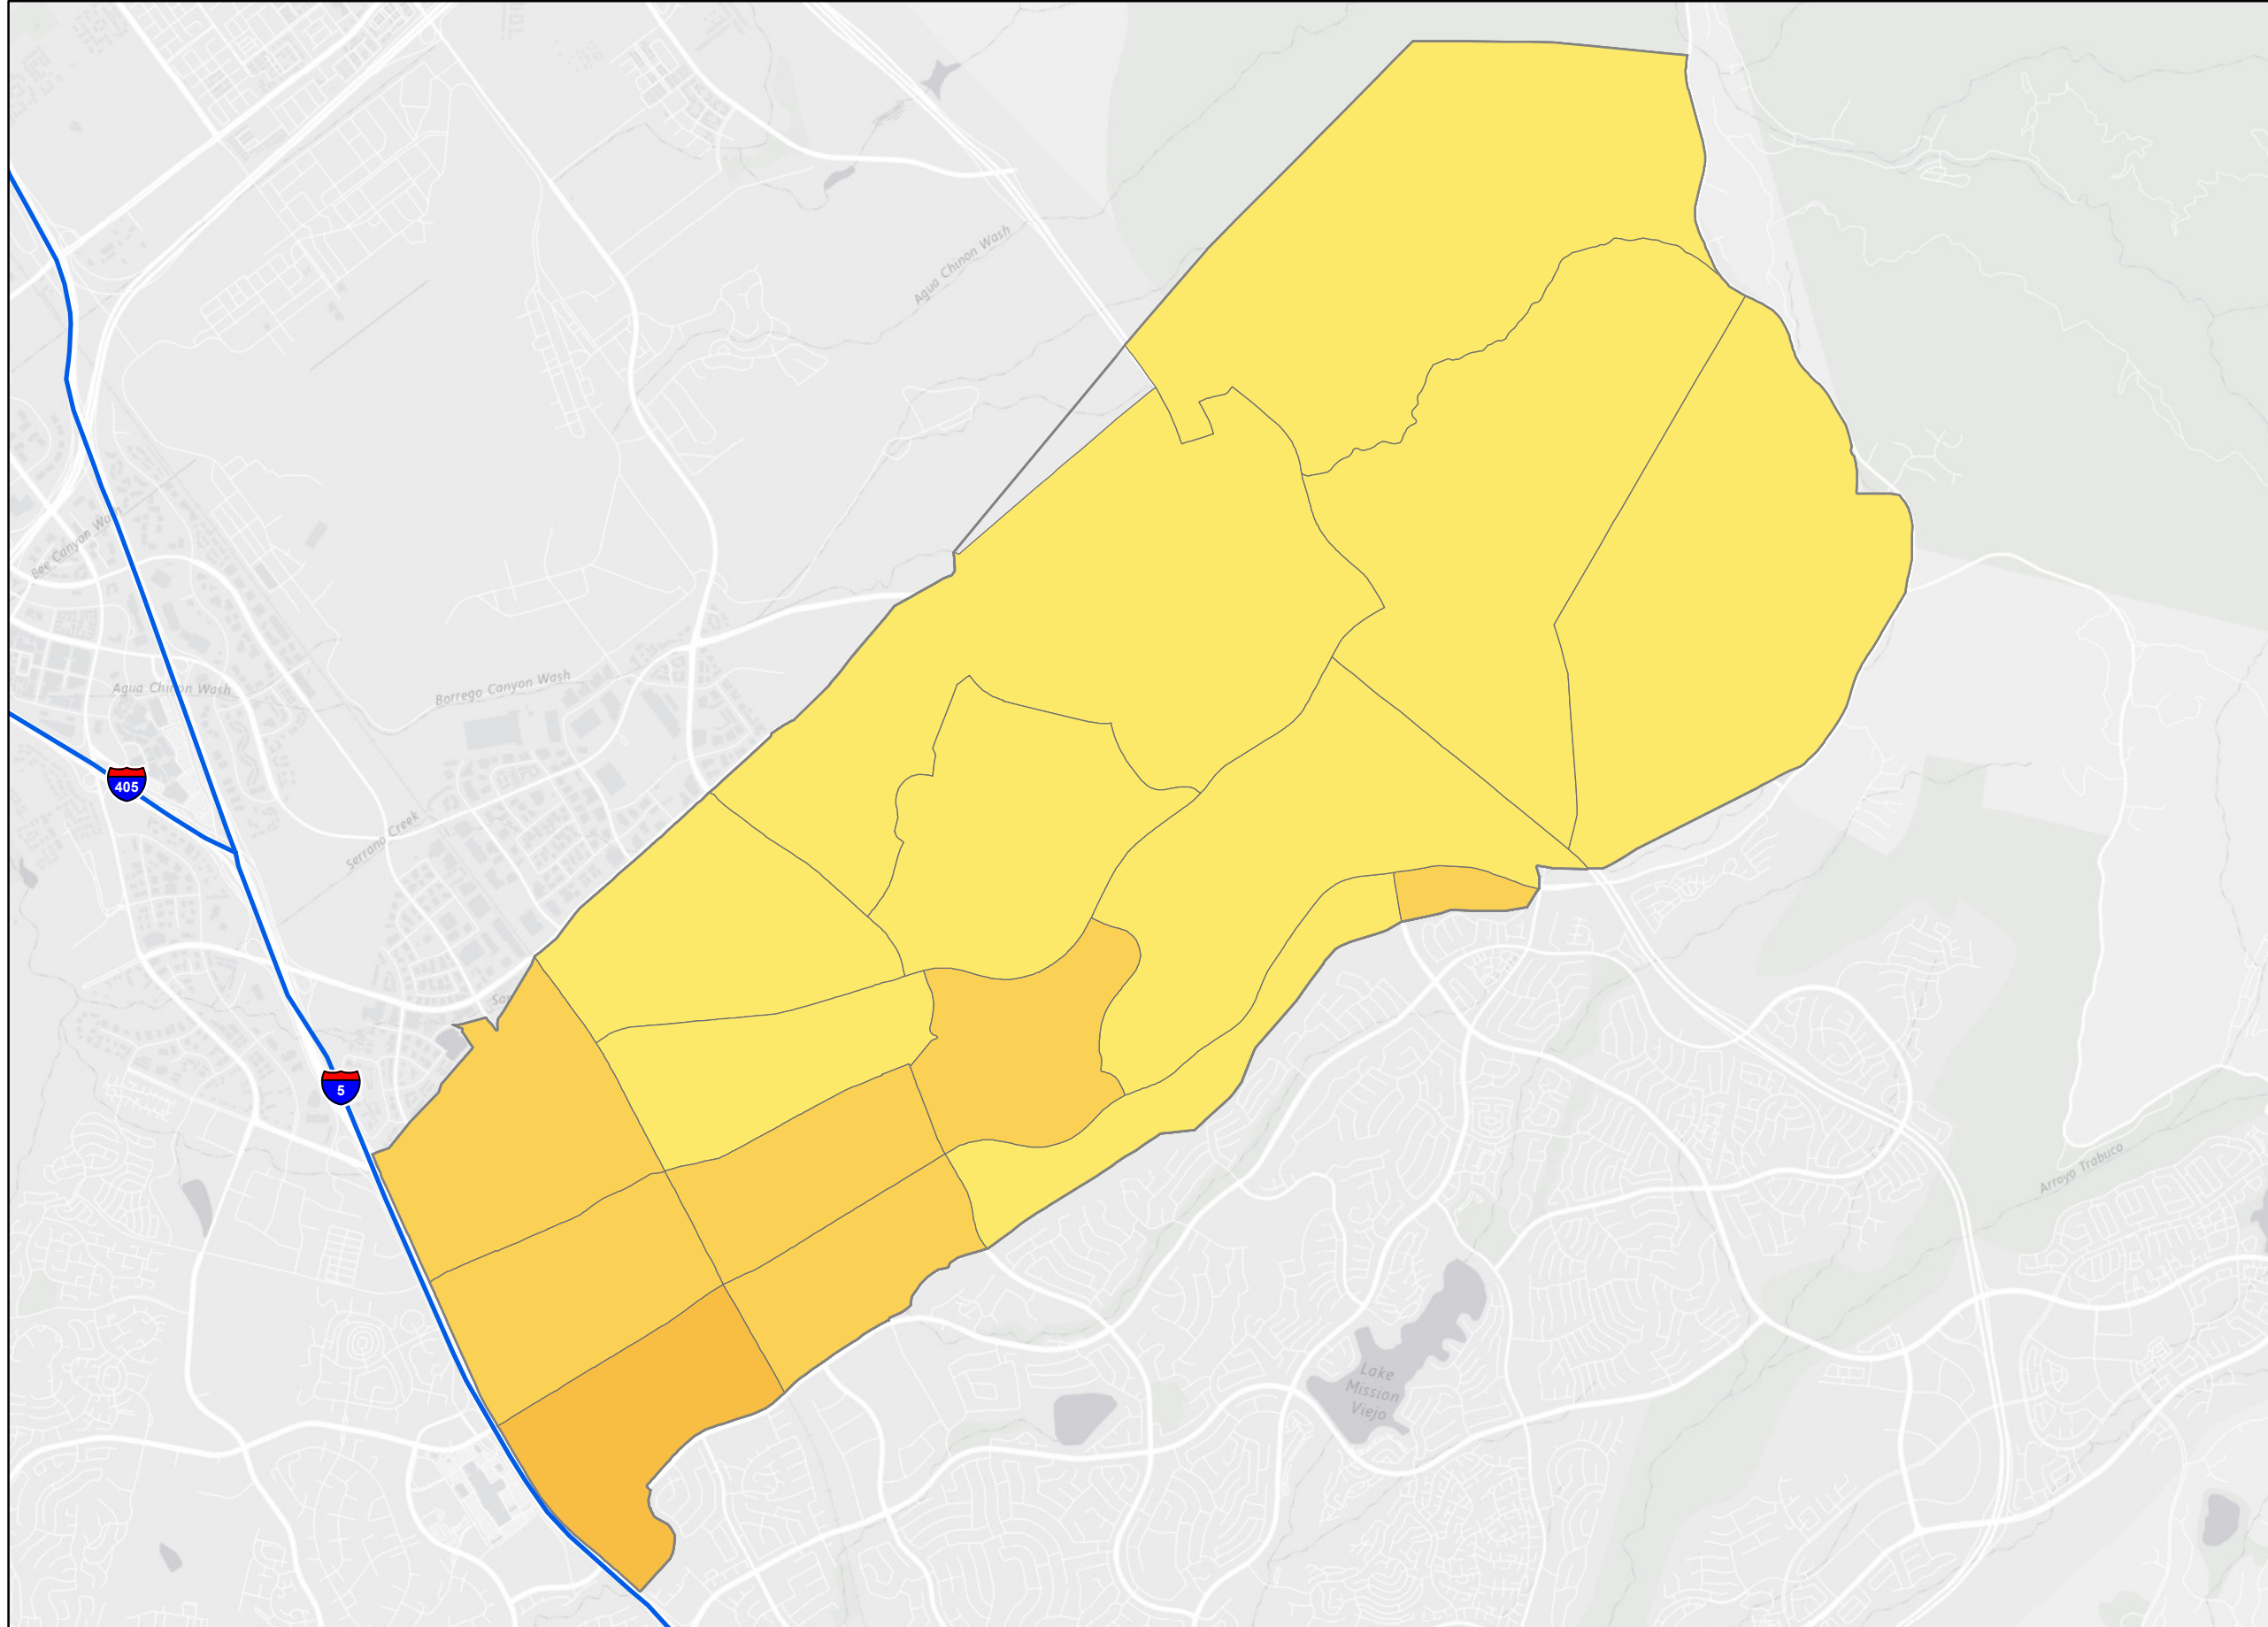 Agua Chinon Wash
Bee Canyon Wash
Agua Chinon Wash
Borrego Canyon Wash
405
Serrano Creek
5
Arroyo Trabuco
Lake
Mission
Viejo